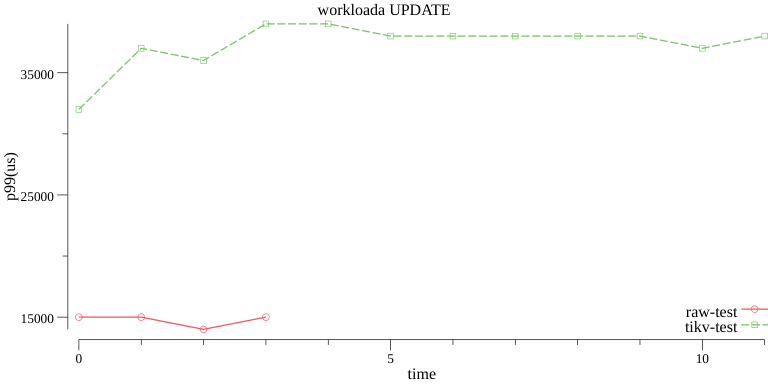 workloada UPDATE
p99(us)
35000
25000
15000
raw-test
tikv-test
0
5
10
time